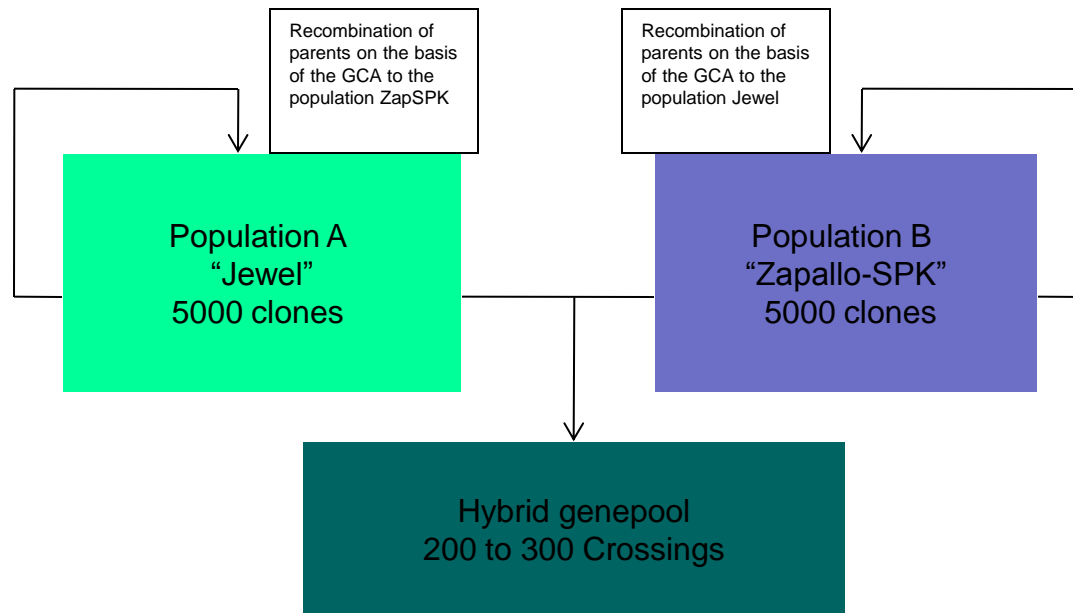 Recombination of
parents on the basis
of the GCA to the
population ZapSPK
Recombination of
parents on the basis
of the GCA to the
population Jewel
Population A
“Jewel”
5000 clones
Population B
“Zapallo-SPK”
5000 clones
Hybrid genepool
200 to 300 Crossings